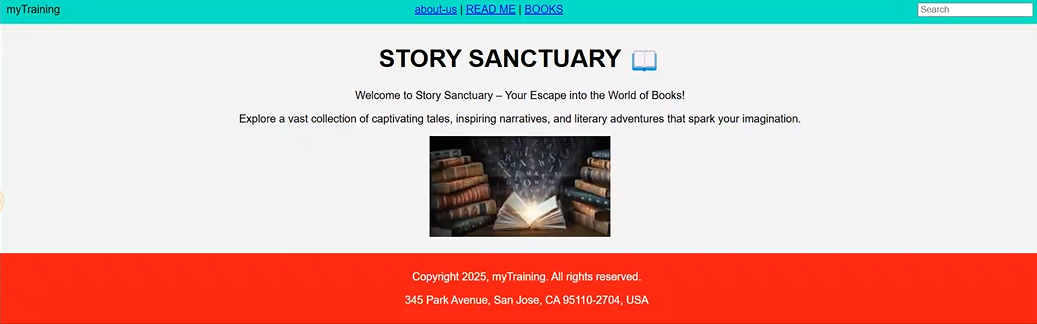 myTraining
about-us | READ ME | BOOKS
Search
STORY SANCTUARY 📖
Welcome to Story Sanctuary – Your Escape into the World of Books!
Explore a vast collection of captivating tales, inspiring narratives, and literary adventures that spark your imagination.
Copyright 2025, myTraining. All rights reserved.
345 Park Avenue, San Jose, CA 95110-2704, USA